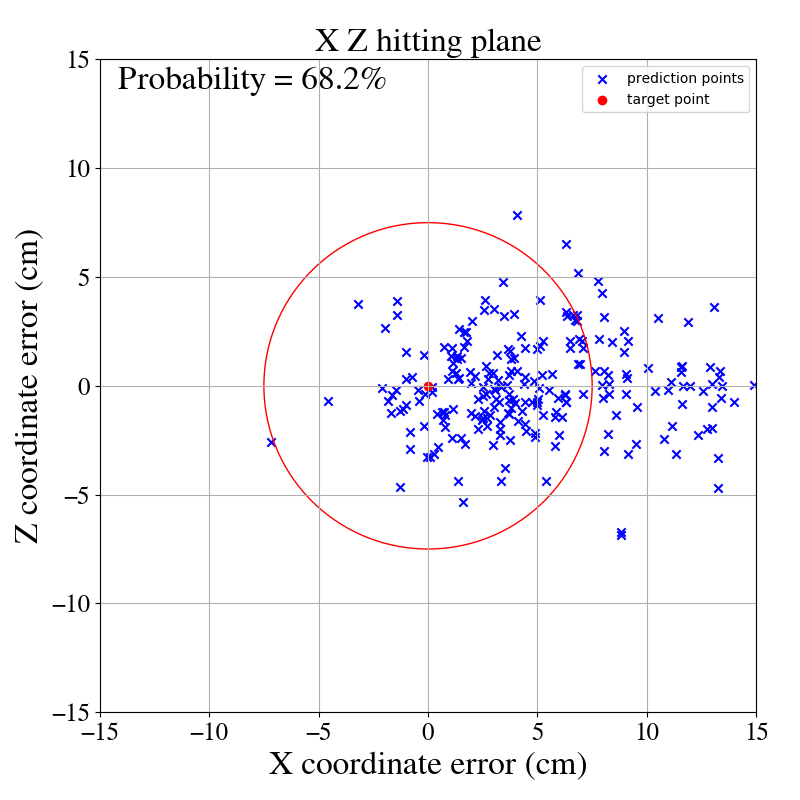 X Z hitting plane
Probability = 68.2%
prediction points
target point
Z coordinate error (cm)
15
10
5
0
−5
−10
−15
−15
−10
−5
0
5
10
15
X coordinate error (cm)